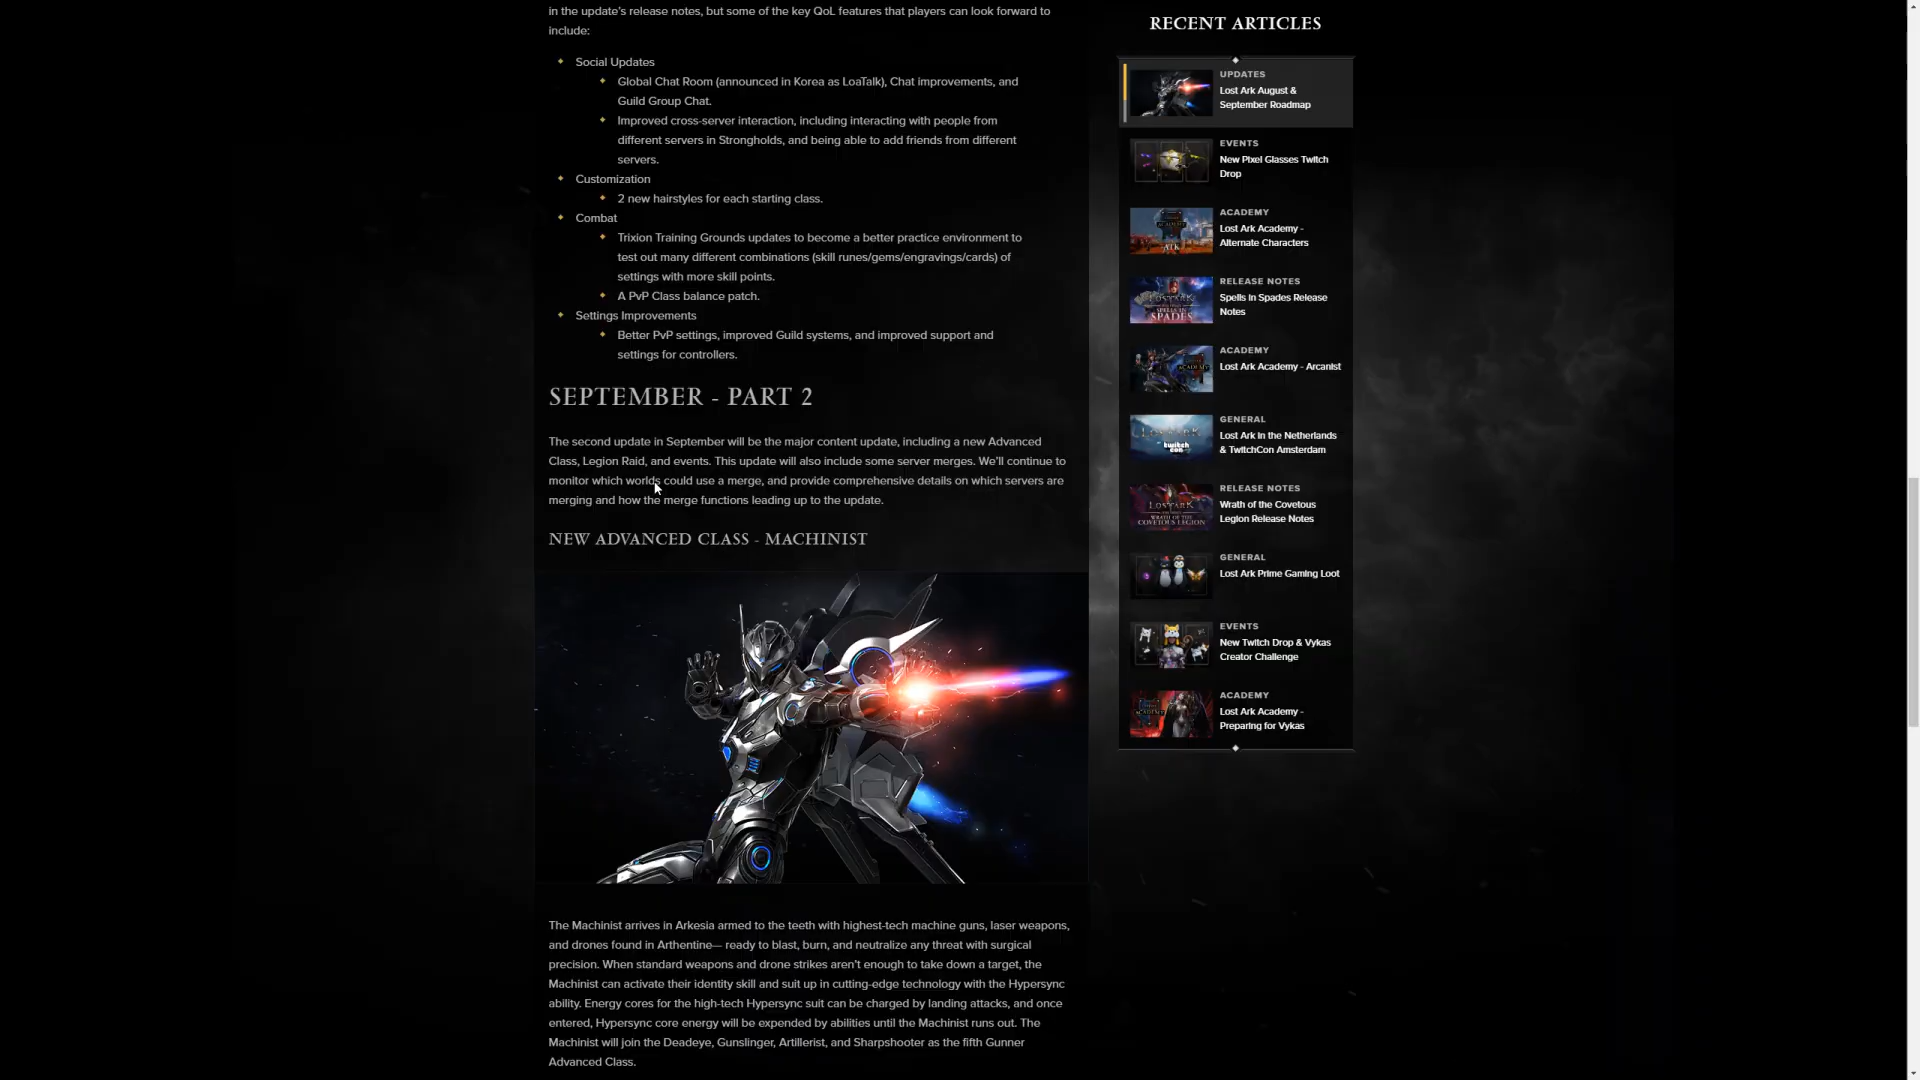 in the update's release notes, but some of the key QoL features that players can look forward to
include:
Social Updates
Global Chat Room (announced in Korea as LoaTalk), Chat improvements, and
Guild Group Chat.
Improved cross-server interaction, including interacting with people from
different servers in Strongholds, and being able to add friends from different
servers.
Customization
2 new hairstyles for each starting class.
Combat
Trixion Training Grounds updates to become a better practice environment to
test out many different combinations (skill runes/gems/engravings/cards) of
settings with more skill points.
A PvP Class balance patch.
Settings Improvements
Better PvP settings, improved Guild systems, and improved support and
settings for controllers.
SEPTEMBER - PART 2
The second update in September will be the major content update, including a new Advanced
Class, Legion Raid, and events. This update will also include some server merges. We'll continue to
monitor which worlds could use a merge, and provide comprehensive details on which servers are
merging and how the merge functions leading up to the update.
NEW ADVANCED CLASS - MACHINIST
The Machinist arrives in Arkesia armed to the teeth with highest-tech machine guns, laser weapons,
and drones found in Arthentine— ready to blast, burn, and neutralize any threat with surgical
precision. When standard weapons and drone strikes aren't enough to take down a target, the
Machinist can activate their identity skill and suit up in cutting-edge technology with the Hypersync
ability. Energy cores for the high-tech Hypersync suit can be charged by landing attacks, and once
entered, Hypersync core energy will be expended by abilities until the Machinist runs out. The
Machinist will join the Deadeye, Gunslinger, Artillerist, and Sharpshooter as the fifth Gunner
Advanced Class.
RECENT ARTICLES
UPDATES
Lost Ark August &
September Roadmap
EVENTS
New Pixel Glasses Twitch
Drop
ACADEMY
Lost Ark Academy -
Alternate Characters
RELEASE NOTES
Spells in Spades Release
Notes
LOST ARK
SPELLS IN
SPADES
ACADEMY
Lost Ark Academy - Arcanist
ACADEMY
GENERAL
Lost Ark in the Netherlands
& TwitchCon Amsterdam
LOST ARK
twitch
con
RELEASE NOTES
Wrath of the Covetous
Legion Release Notes
LOST ARK
WRATH OF THE
COVETOUS LEGION
GENERAL
Lost Ark Prime Gaming Loot
EVENTS
New Twitch Drop & Vykas
Creator Challenge
ACADEMY
Lost Ark Academy -
Preparing for Vykas
ACADEMY